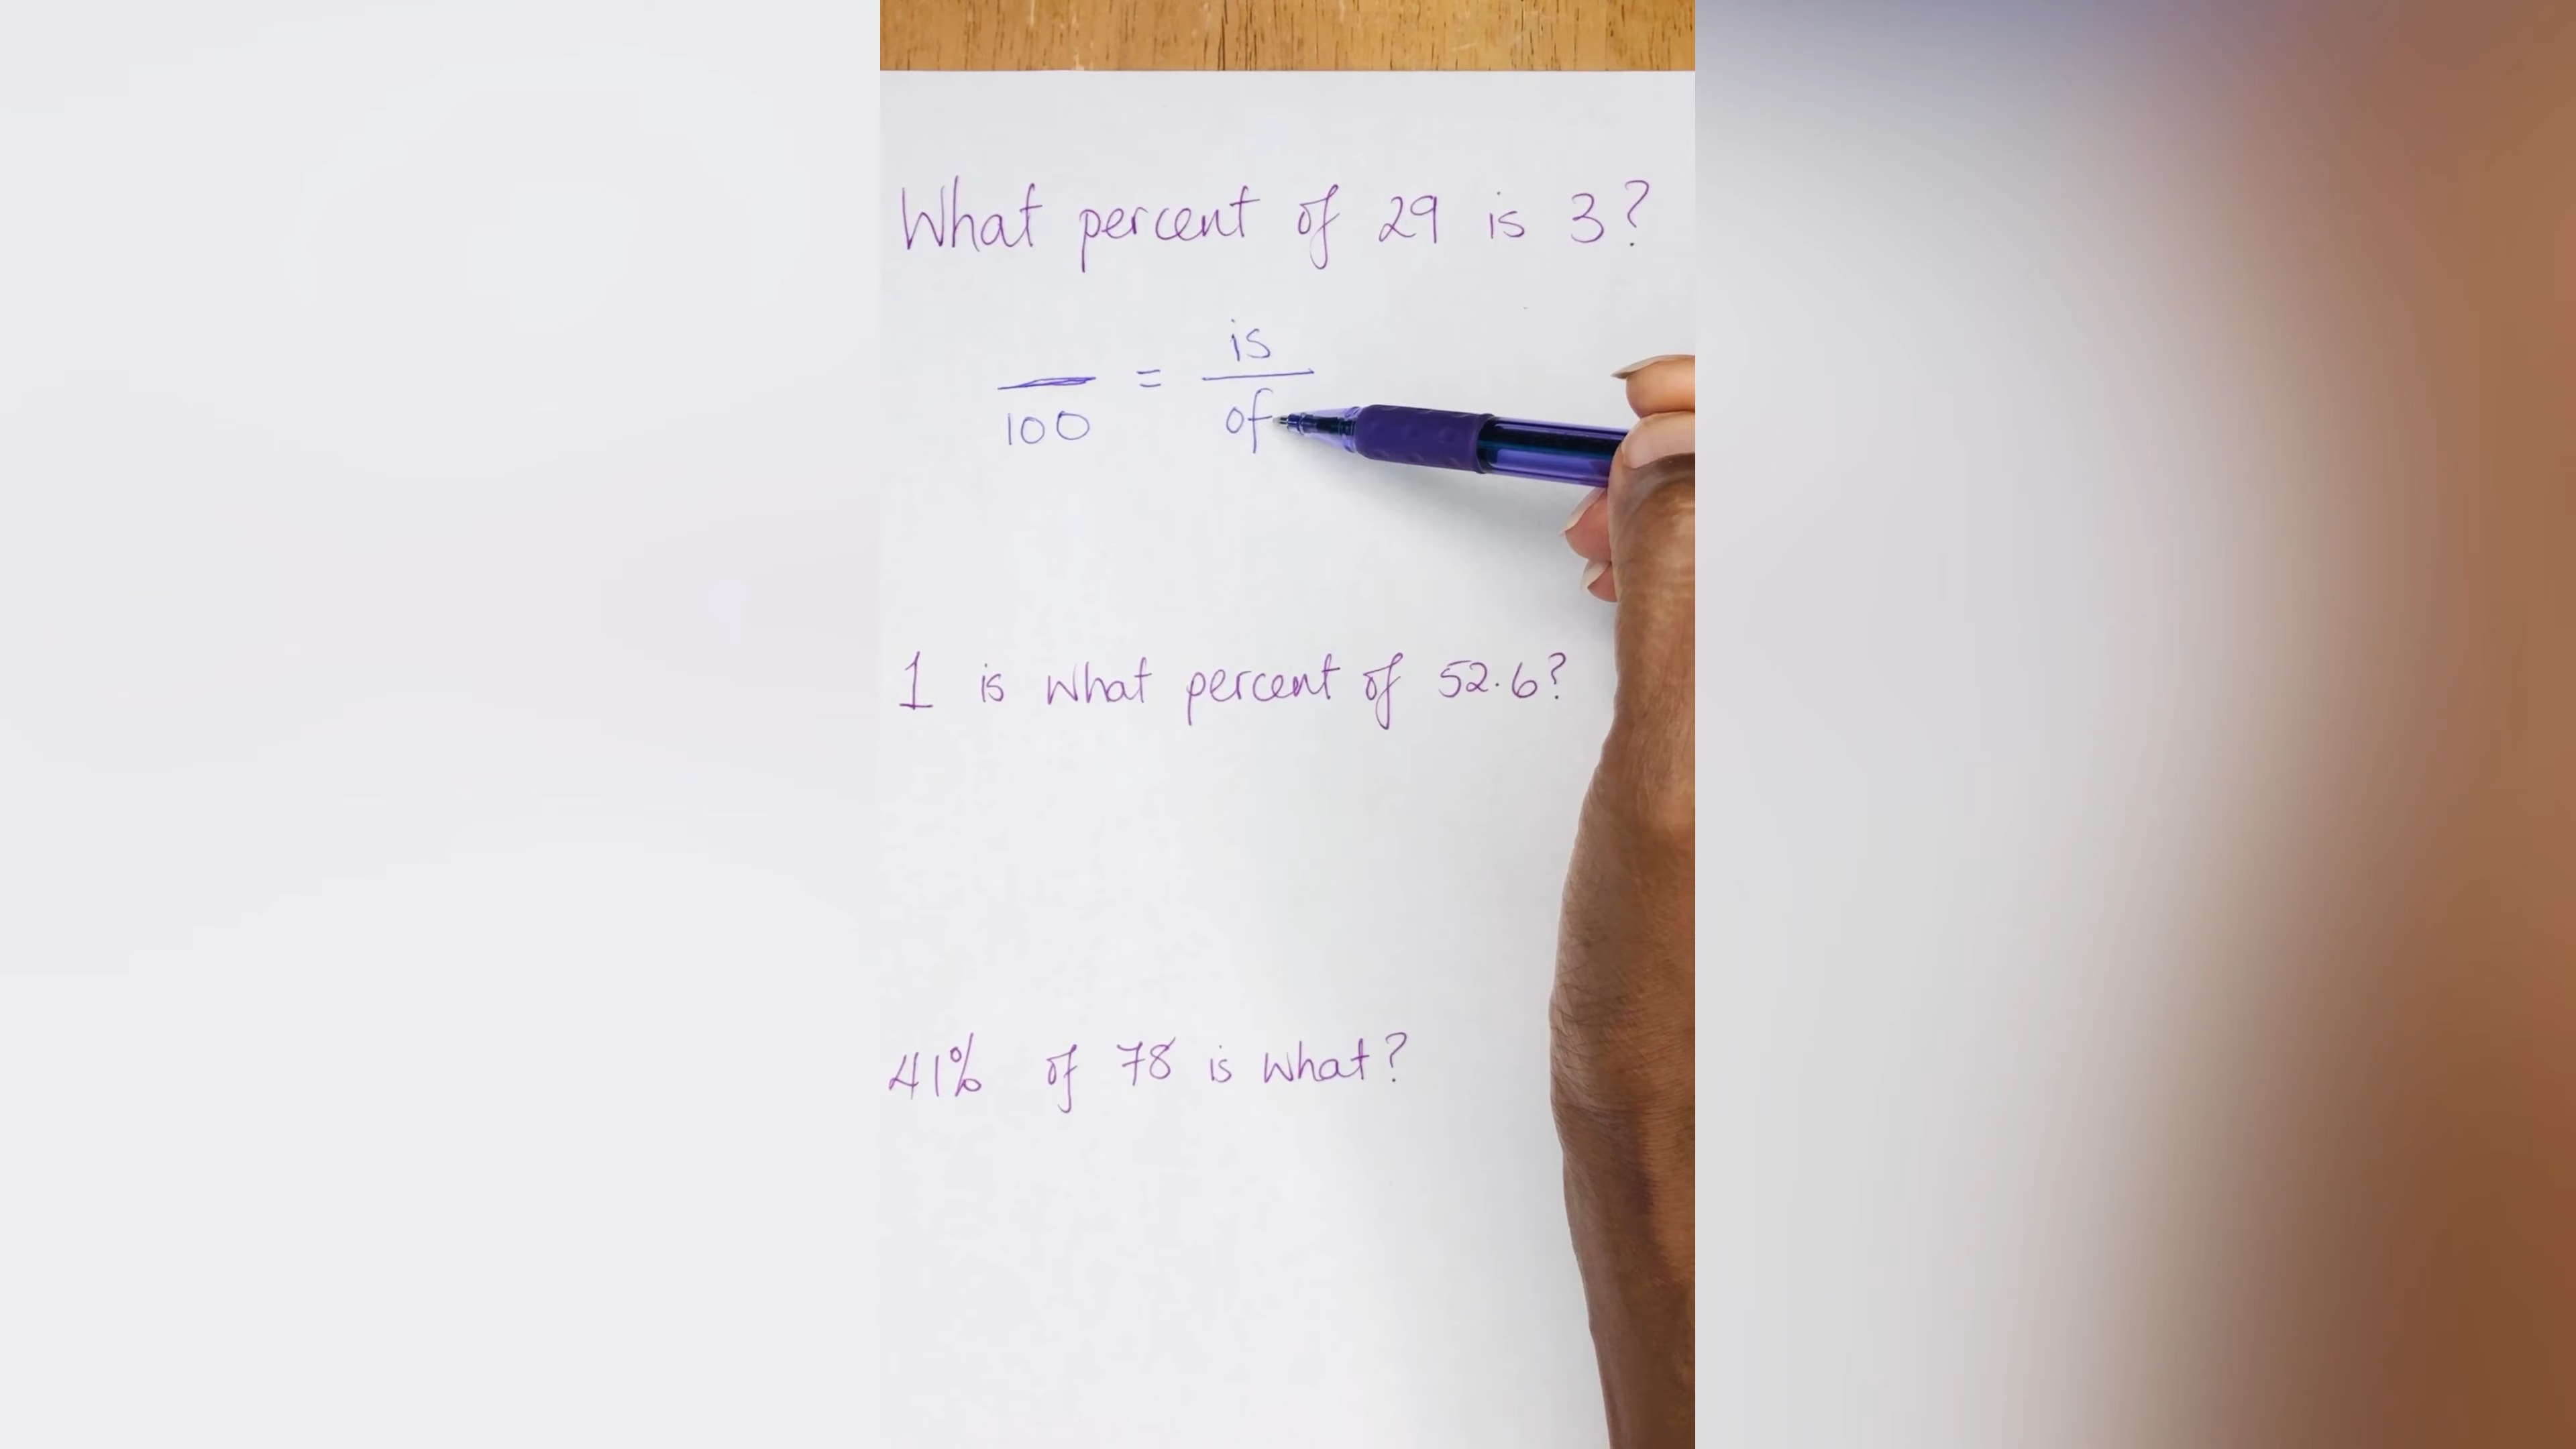 What percent of 29 is 3?
is
— = —
100 of
1 is what percent of 52.6?
41% of 78 is what?